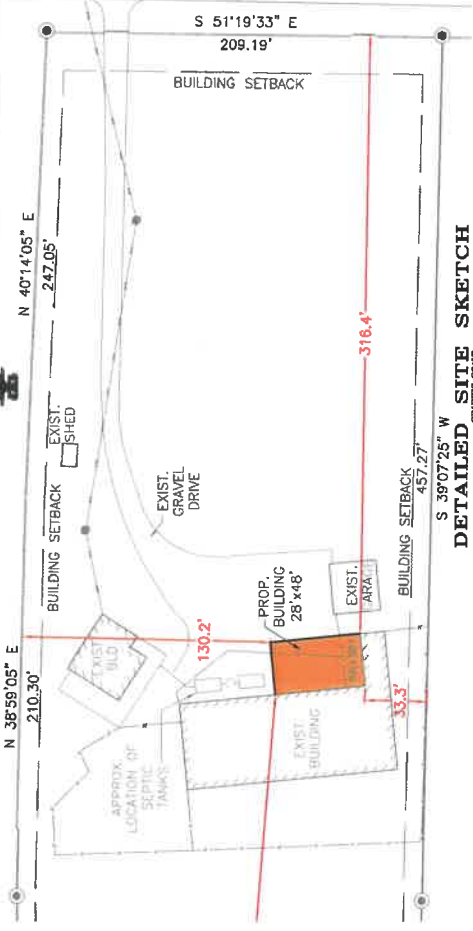 S 51°19'33" E
209.19'
BUILDING SETBACK
N 40°14'05" E
247.05'
EXIST.
SHED
BUILDING SETBACK
N 38°59'05" E
210.30'
EXIST.
GRAVEL
DRIVE
316.4'
EXIST
BLD
130.2'
PROP.
BUILDING
28'x48'
EXIST.
ARAG
APPROX.
LOCATION OF
SEPTIC
TANKS
EXIST
BUILDING
33.3'
BUILDING SETBACK
457.27'
S 39°07'25" W
DETAILED SITE SKETCH